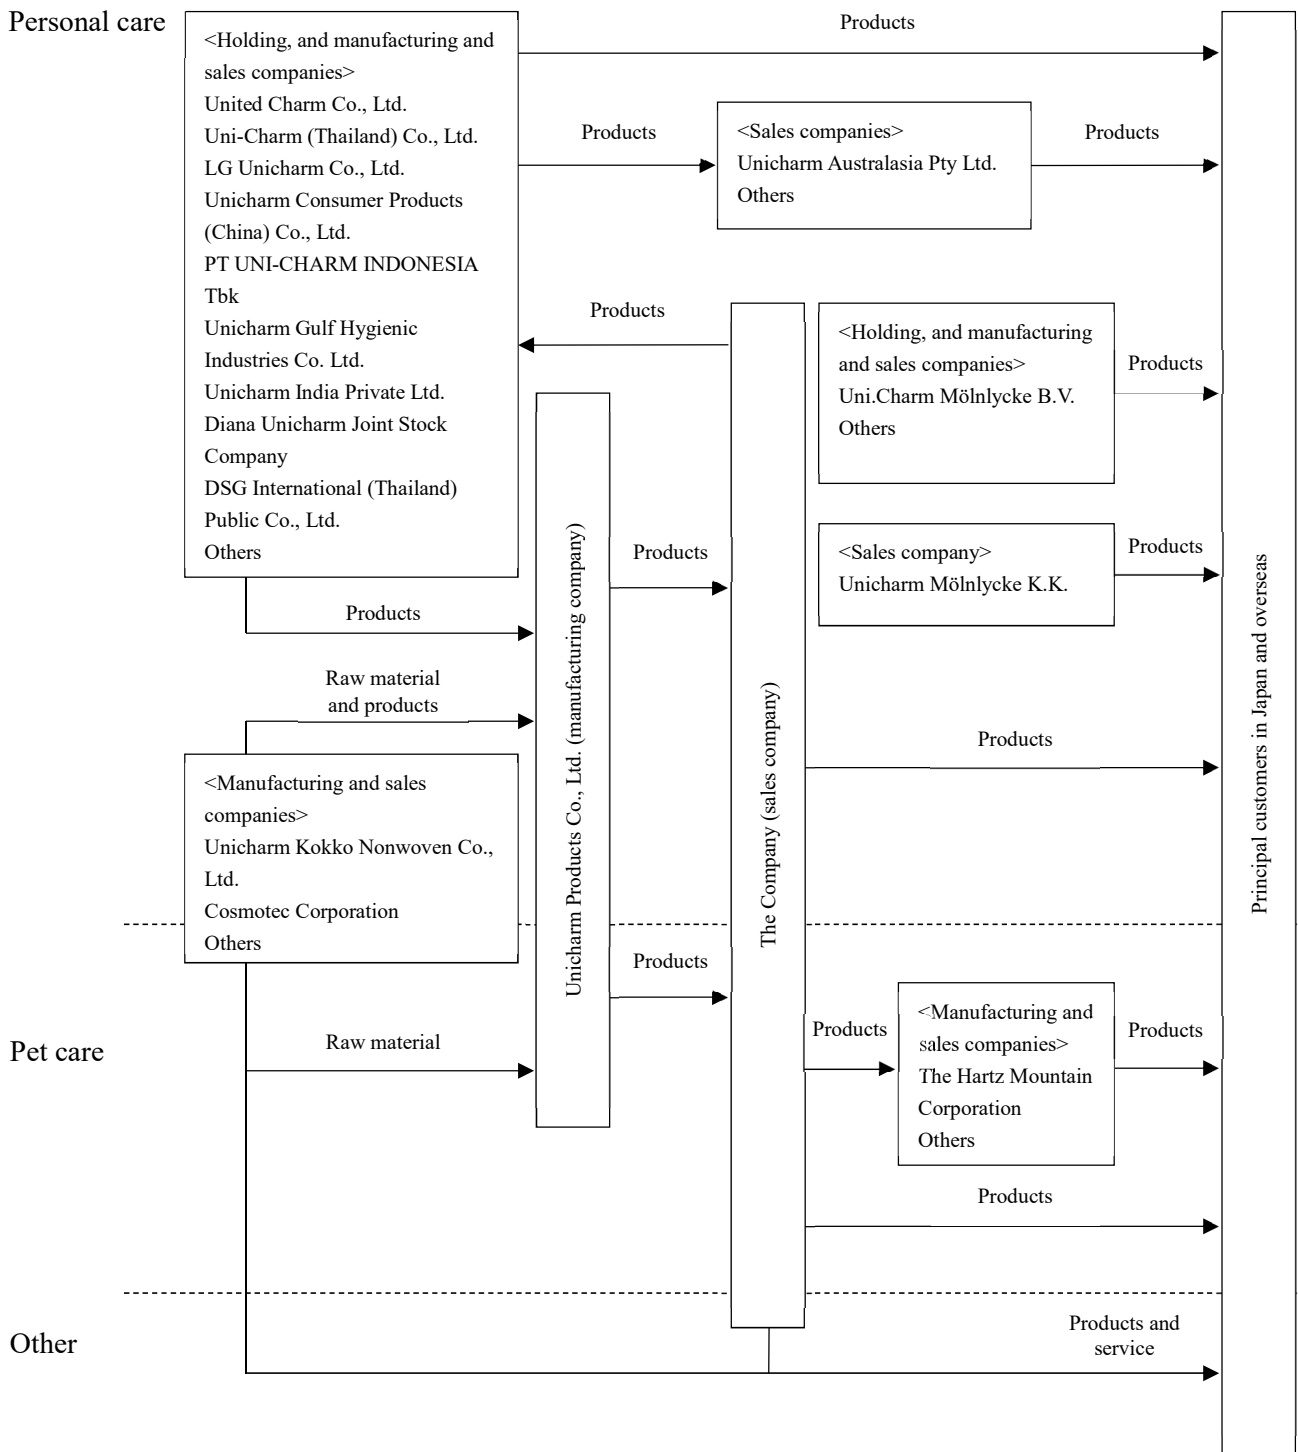 Personal care
<Holding, and manufacturing and
sales companies>
United Charm Co., Ltd.
Uni-Charm (Thailand) Co., Ltd.
LG Unicharm Co., Ltd.
Unicharm Consumer Products
(China) Co., Ltd.
PT UNI-CHARM INDONESIA
Tbk
Unicharm Gulf Hygienic
Industries Co. Ltd.
Unicharm India Private Ltd.
Diana Unicharm Joint Stock
Company
DSG International (Thailand)
Public Co., Ltd.
Others
Products
Products
<Sales companies>
Unicharm Australasia Pty Ltd.
Others
Products
Products
<Holding, and manufacturing
and sales companies>
Uni.Charm Mölnlycke B.V.
Others
Products
<Sales company>
Unicharm Mölnlycke K.K.
Products
Products
Products
Raw material
and products
Unicharm Products Co., Ltd. (manufacturing company)
The Company (sales company)
Principal customers in Japan and overseas
Products
<Manufacturing and sales
companies>
Unicharm Kokko Nonwoven Co.,
Ltd.
Cosmotec Corporation
Others
Products
Pet care
Raw material
Products
<Manufacturing and
sales companies>
The Hartz Mountain
Corporation
Others
Products
Products
Other
Products and
service